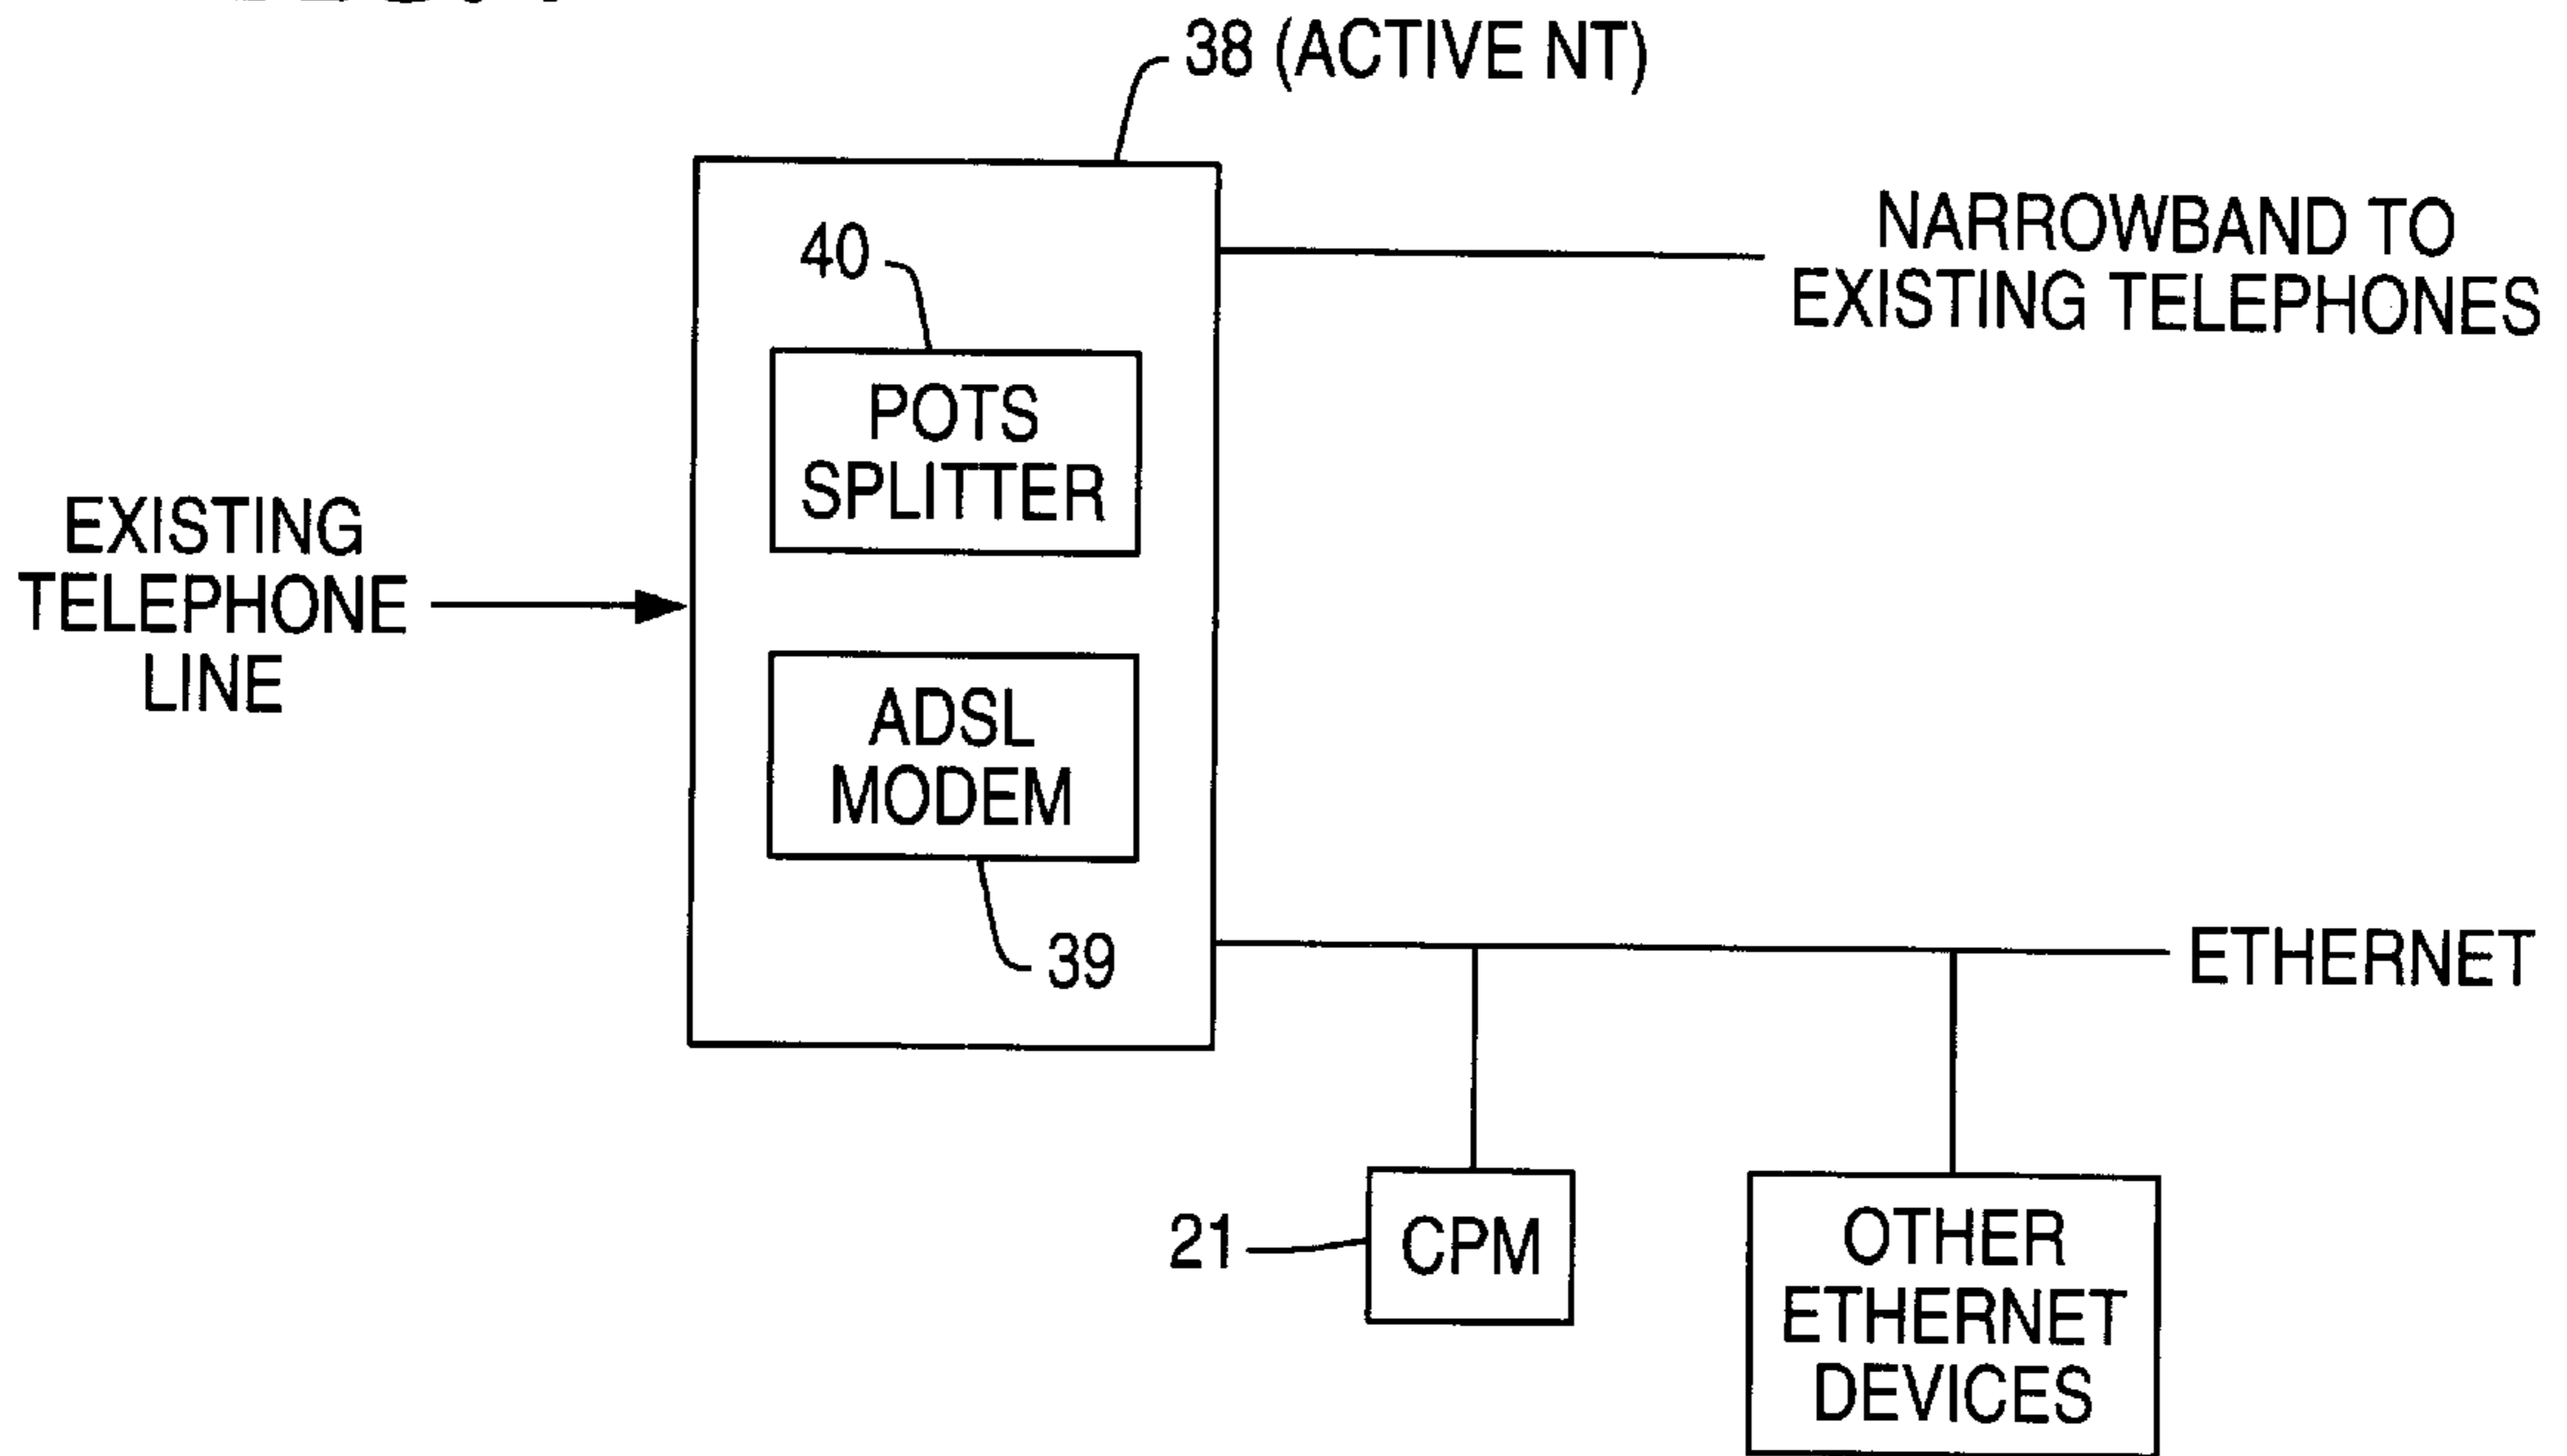 38 (ACTIVE NT)
40
NARROWBAND TO
EXISTING TELEPHONES
POTS
SPLITTER
EXISTING
TELEPHONE
LINE
ADSL
MODEM
39
ETHERNET
21
CPM
OTHER
ETHERNET
DEVICES